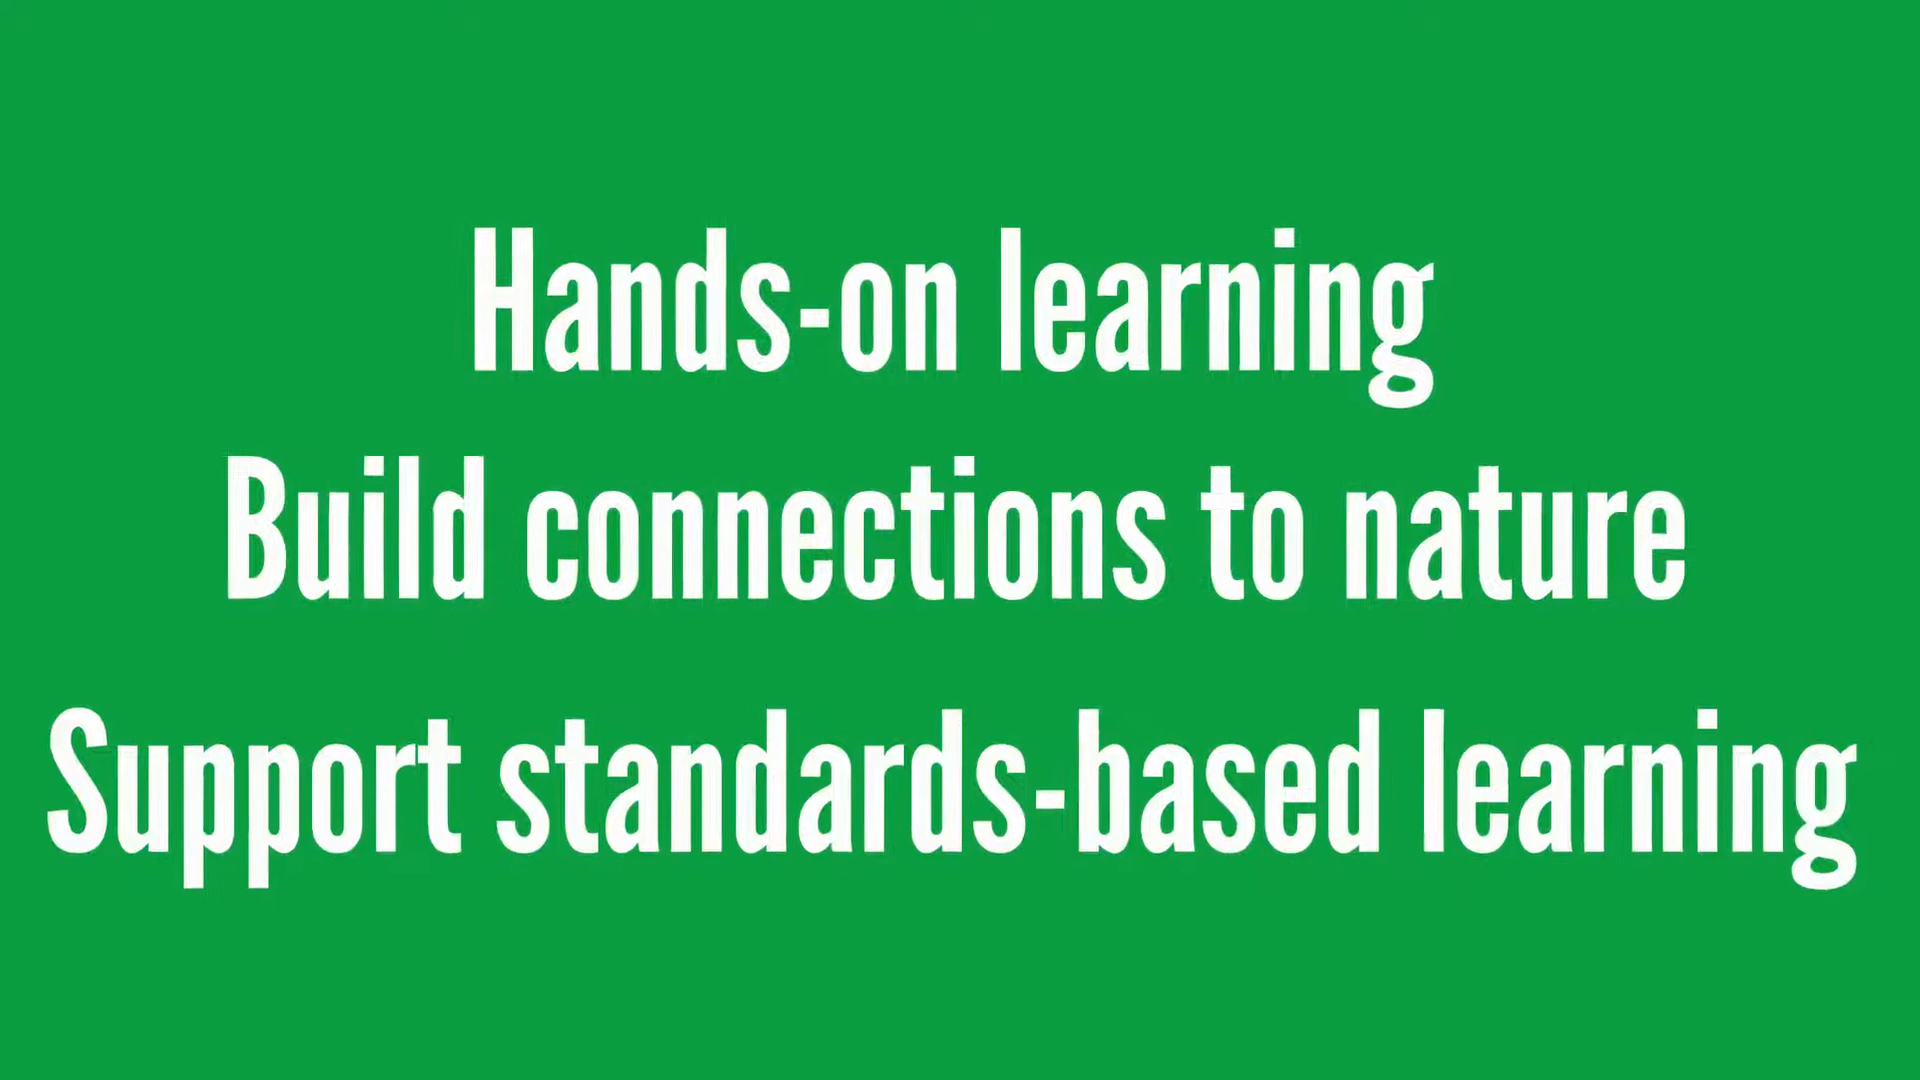 Hands-on learning
Build connections to nature
Support standards-based learning